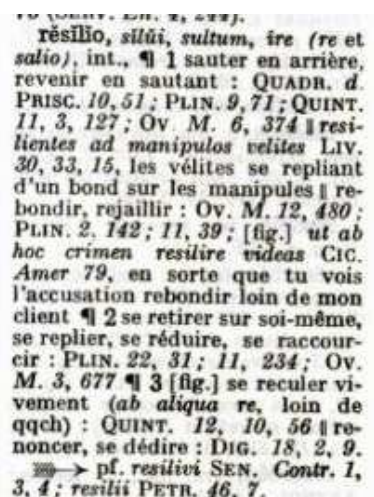 (SERV. En. 4, 244).
rĕsĭlĭo, silŭi, sultum, īre (re et
salio), int., ¶ 1 sauter en arrière,
revenir en sautant : QUADR. d.
PRISC. 10, 51 ; PLIN. 9, 71 ; QUINT.
11, 3, 127 ; OV M. 6, 374 || resi-
lientes ad manipulos velites LIV.
30, 33, 15, les vélites se repliant
d'un bond sur les manipules || re-
bondir, rejaillir : OV. M. 12, 480 ;
PLIN. 2. 142 ; 11, 39 ; [fig.] ut ab
hoc crimen resilire videas CIC.
Amer 79, en sorte que tu vois
l'accusation rebondir loin de mon
client ¶ 2 se retirer sur soi-même,
se replier, se réduire, se raccour-
cir : PLIN. 22, 31 ; 11, 234 ; OV.
M. 3, 677 ¶ 3 [fig.] se reculer vi-
vement (ab aliqua re, loin de
qqch) : QUINT. 12, 10, 56 || re-
noncer, se dédire : DIG. 18, 2, 9.
➳ pf. resilivi SEN. Contr. 1,
3, 4 ; resilii PETR. 46, 7.